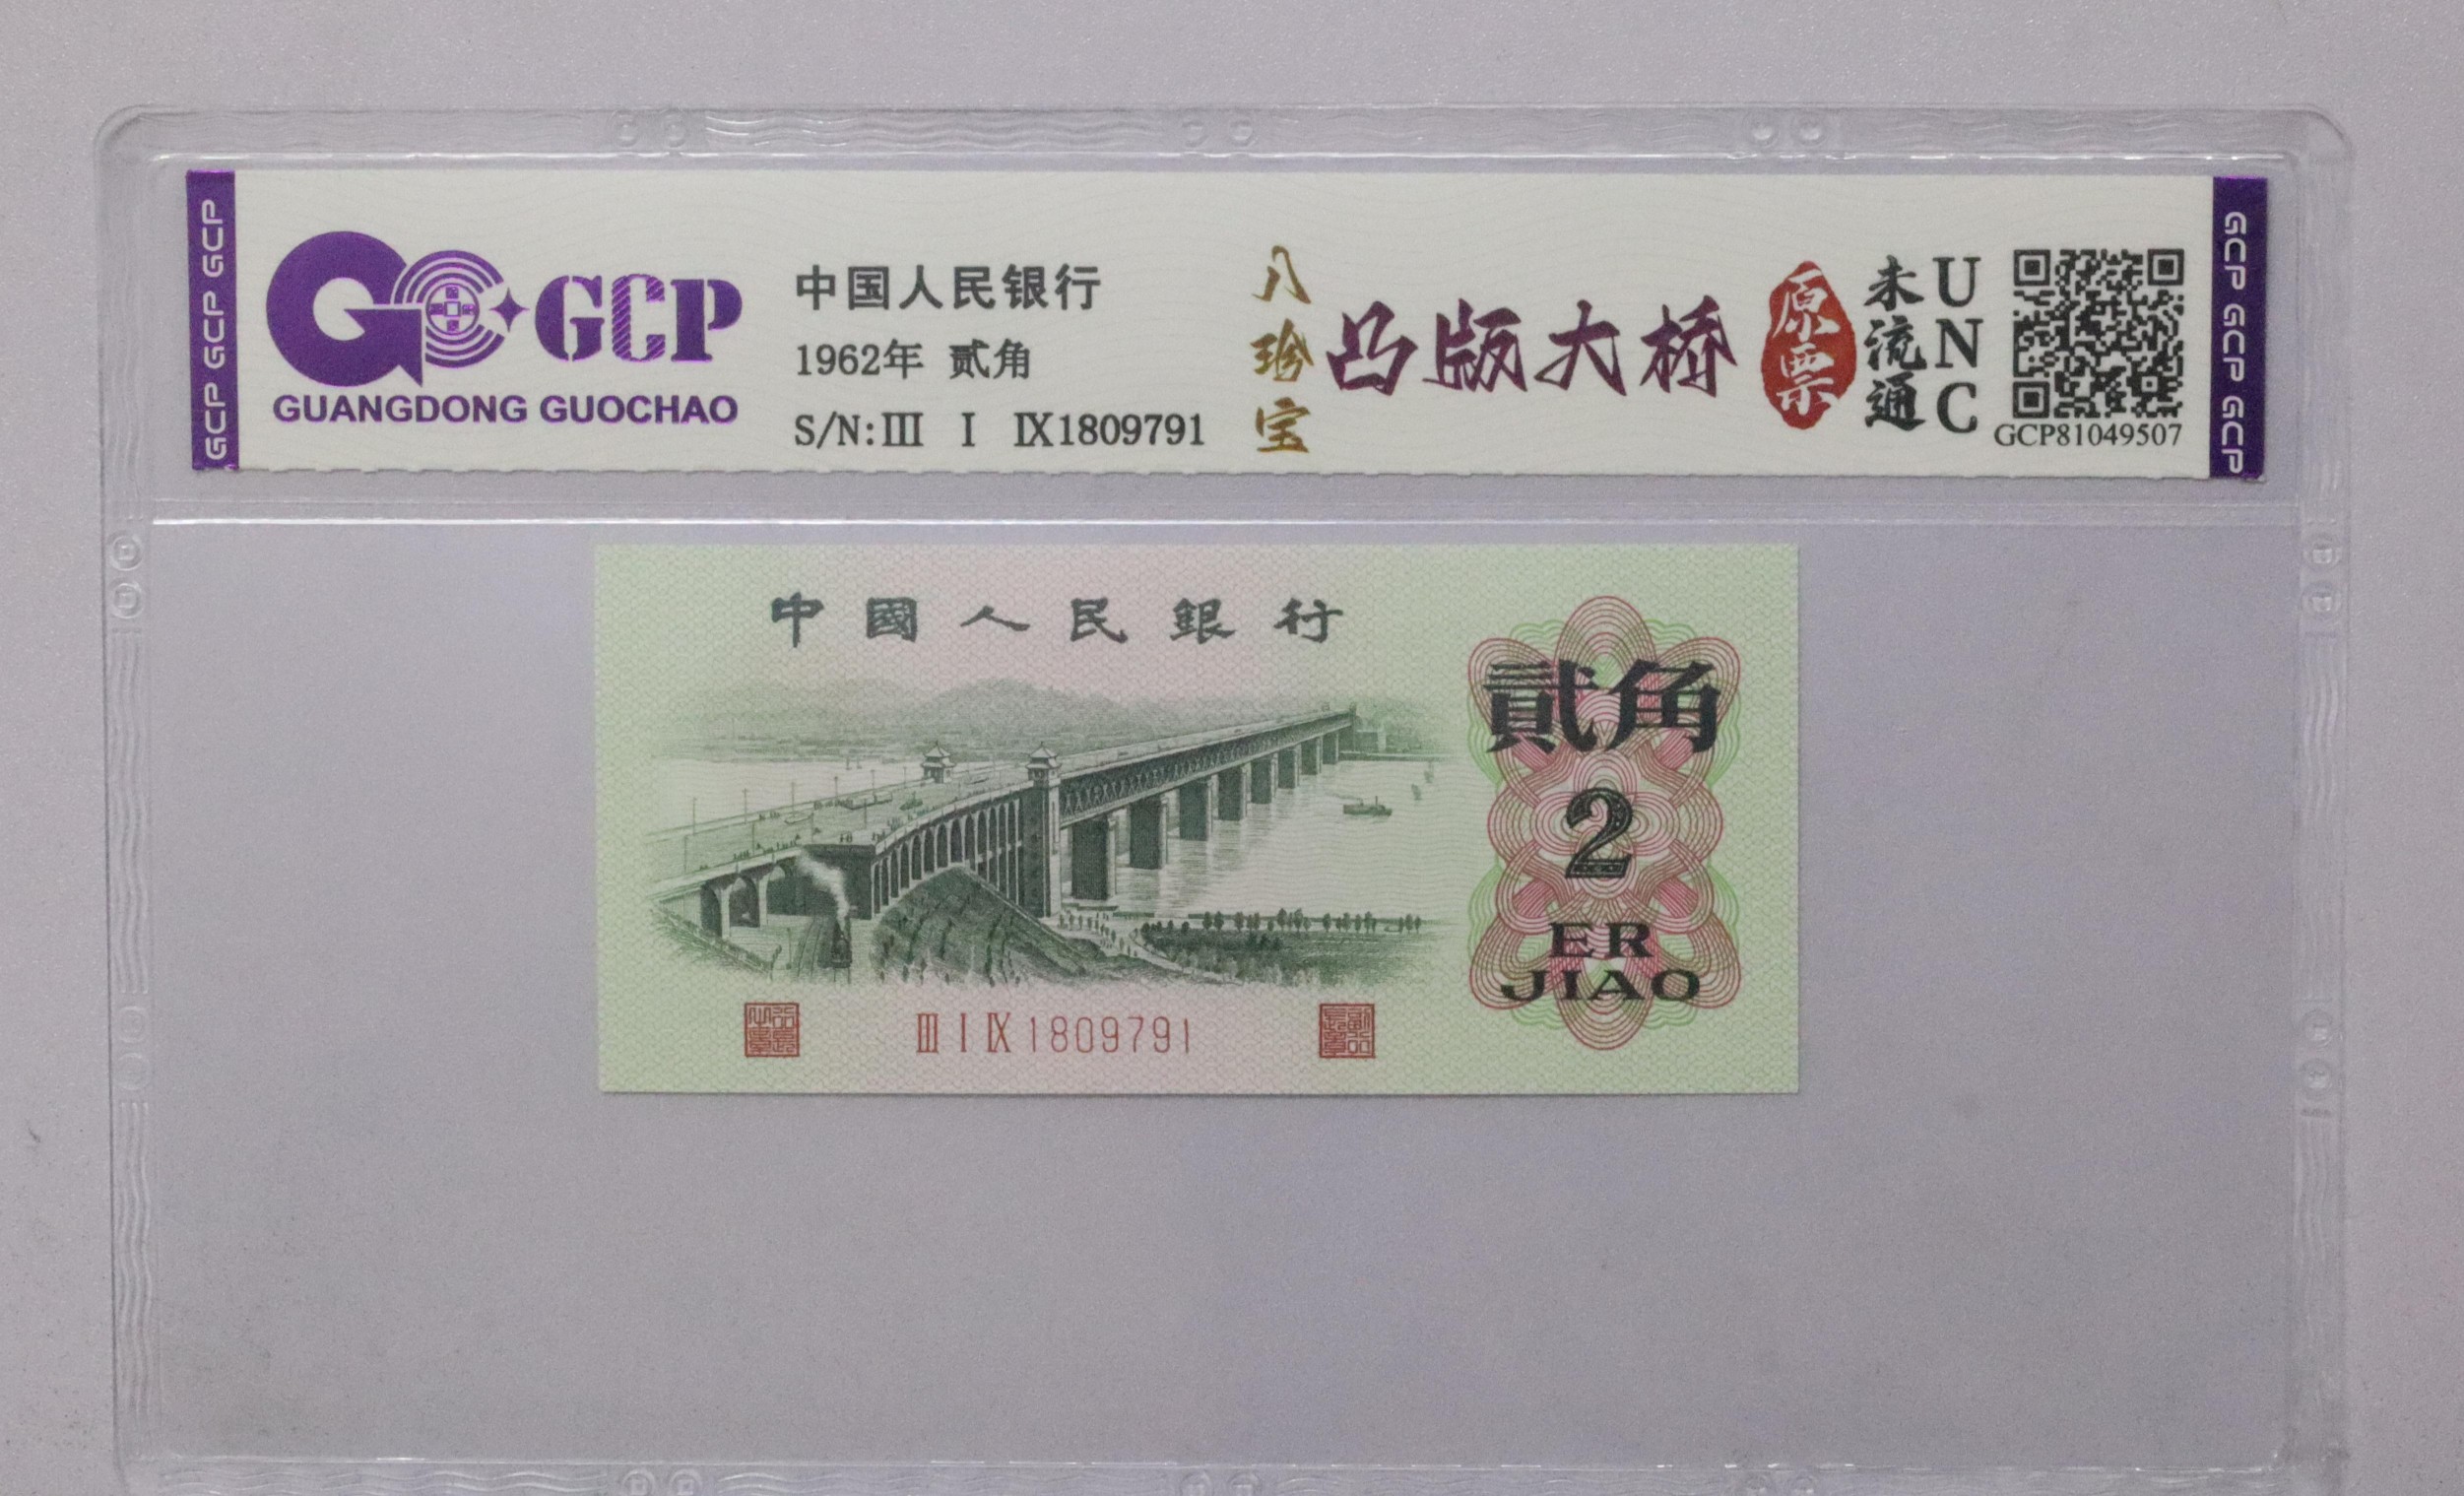 GCP GCP GCP
GCP
GUANGDONG GUOCHAO
中国人民银行
1962年 贰角
S/N:Ⅲ Ⅰ Ⅸ1809791
八珍宝
凸版大桥
原票
未流通
UNC
GCP81049507
GCP GCP GCP
中國人民銀行
貳角
2
ER
JIAO
Ⅲ Ⅰ Ⅸ 1809791